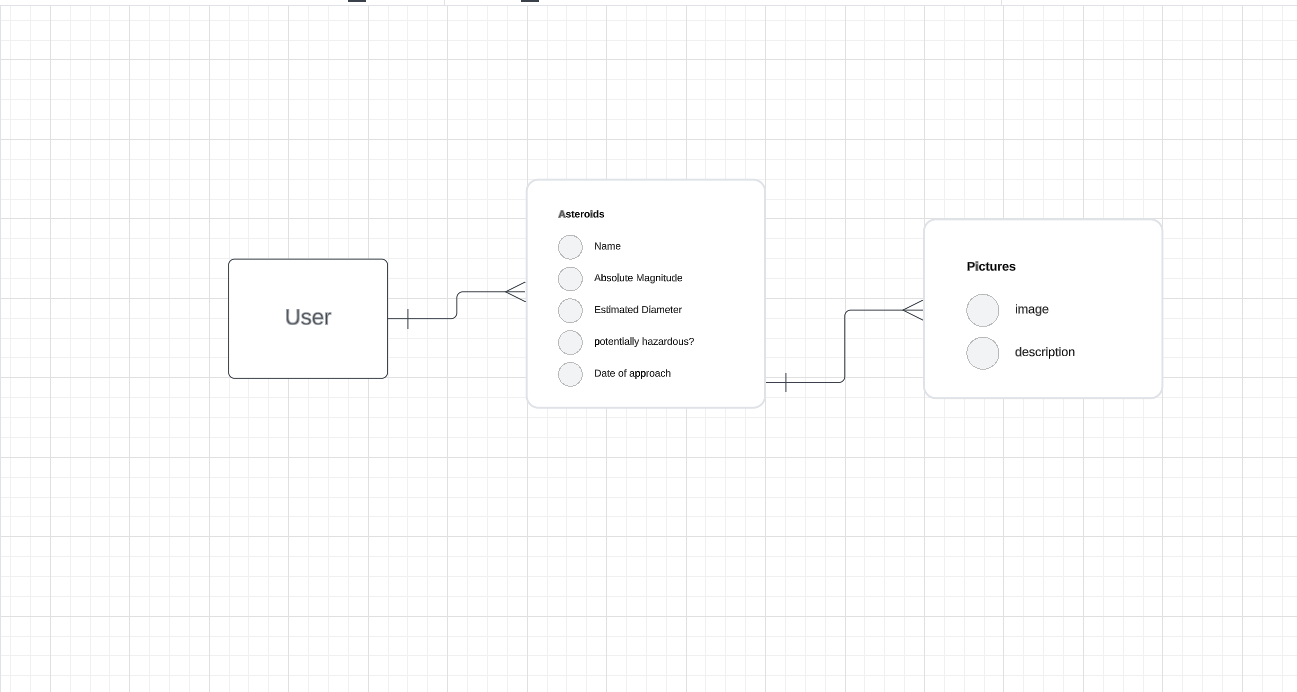 User
Asteroids
Name
Absolute Magnitude
Estimated Diameter
potentially hazardous?
Date of approach
Pictures
image
description